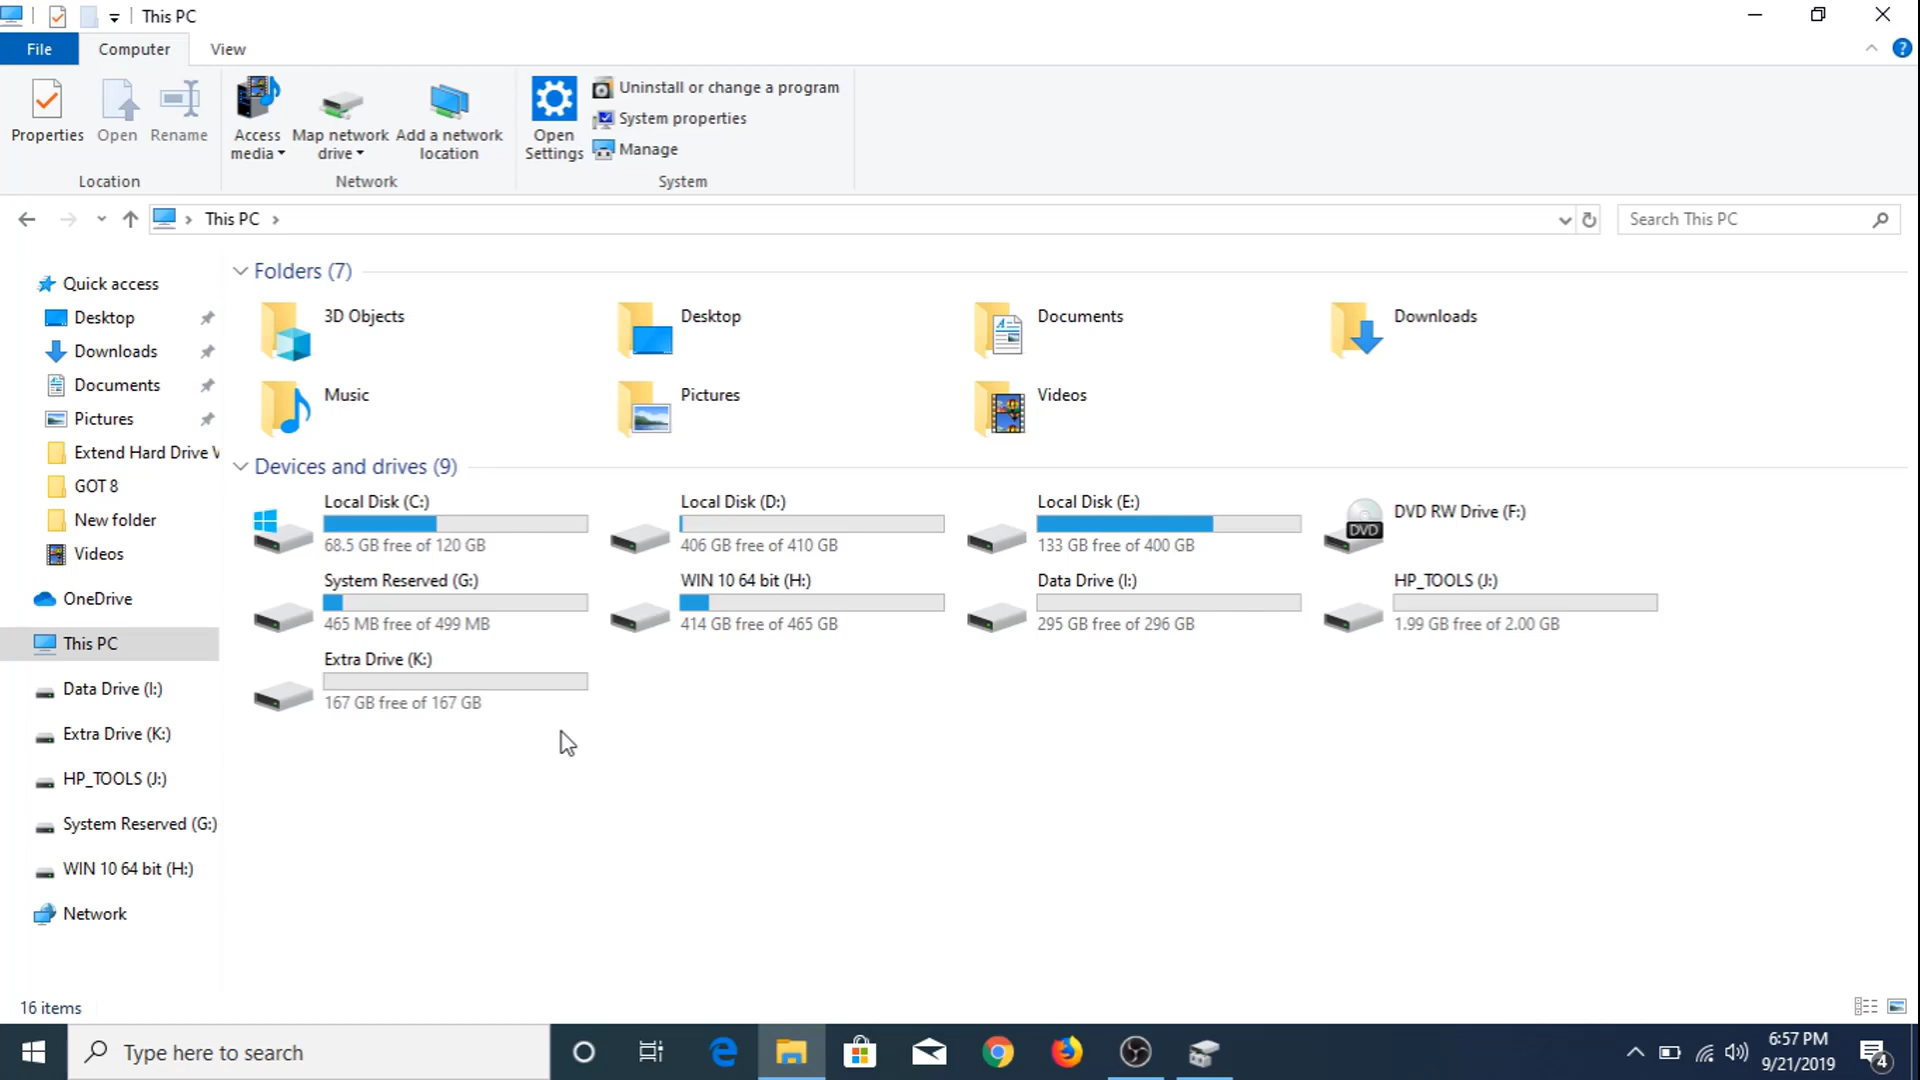 This PC
File
Computer
View
Properties
Open
Rename
Access
media
Map network
drive
Add a network
location
Open
Settings
Uninstall or change a program
System properties
Manage
Location
Network
System
This PC
Search This PC
Quick access
Desktop
Downloads
Documents
Pictures
Extend Hard Drive V
GOT 8
New folder
Videos
OneDrive
This PC
Data Drive (I:)
Extra Drive (K:)
HP_TOOLS (J:)
System Reserved (G:)
WIN 10 64 bit (H:)
Network
Folders (7)
3D Objects
Desktop
Documents
Downloads
Music
Pictures
Videos
Devices and drives (9)
Local Disk (C:)
68.5 GB free of 120 GB
Local Disk (D:)
406 GB free of 410 GB
Local Disk (E:)
133 GB free of 400 GB
DVD
DVD RW Drive (F:)
System Reserved (G:)
465 MB free of 499 MB
WIN 10 64 bit (H:)
414 GB free of 465 GB
Data Drive (I:)
295 GB free of 296 GB
HP_TOOLS (J:)
1.99 GB free of 2.00 GB
Extra Drive (K:)
167 GB free of 167 GB
16 items
Type here to search
6:57 PM
9/21/2019
4